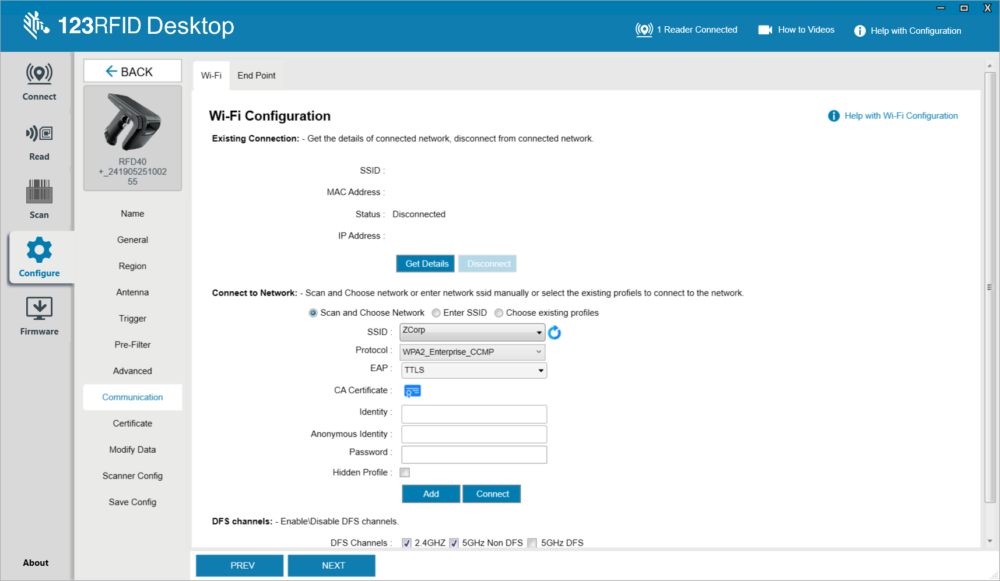 123RFID Desktop
1 Reader Connected
How to Videos
Help with Configuration
X
Connect
Read
Scan
Configure
Firmware
About
BACK
RFD40
+_241905251002
55
Name
General
Region
Antenna
Trigger
Pre-Filter
Advanced
Communication
Certificate
Modify Data
Scanner Config
Save Config
Wi-Fi
End Point
Wi-Fi Configuration
Help with Wi-Fi Configuration
Existing Connection: - Get the details of connected network, disconnect from connected network.
SSID :
MAC Address :
Status : Disconnected
IP Address :
Get Details
Disconnect
Connect to Network: - Scan and Choose network or enter network ssid manually or select the existing profiels to connect to the network.
Scan and Choose Network Enter SSID Choose existing profiles
SSID : ZCorp
Protocol : WPA2_Enterprise_CCMP
EAP : TTLS
CA Certificate :
Identity :
Anonymous Identity :
Password :
Hidden Profile :
Add
Connect
DFS channels: - Enable\Disable DFS channels.
DFS Channels : 2.4GHZ 5GHz Non DFS 5GHz DFS
PREV
NEXT